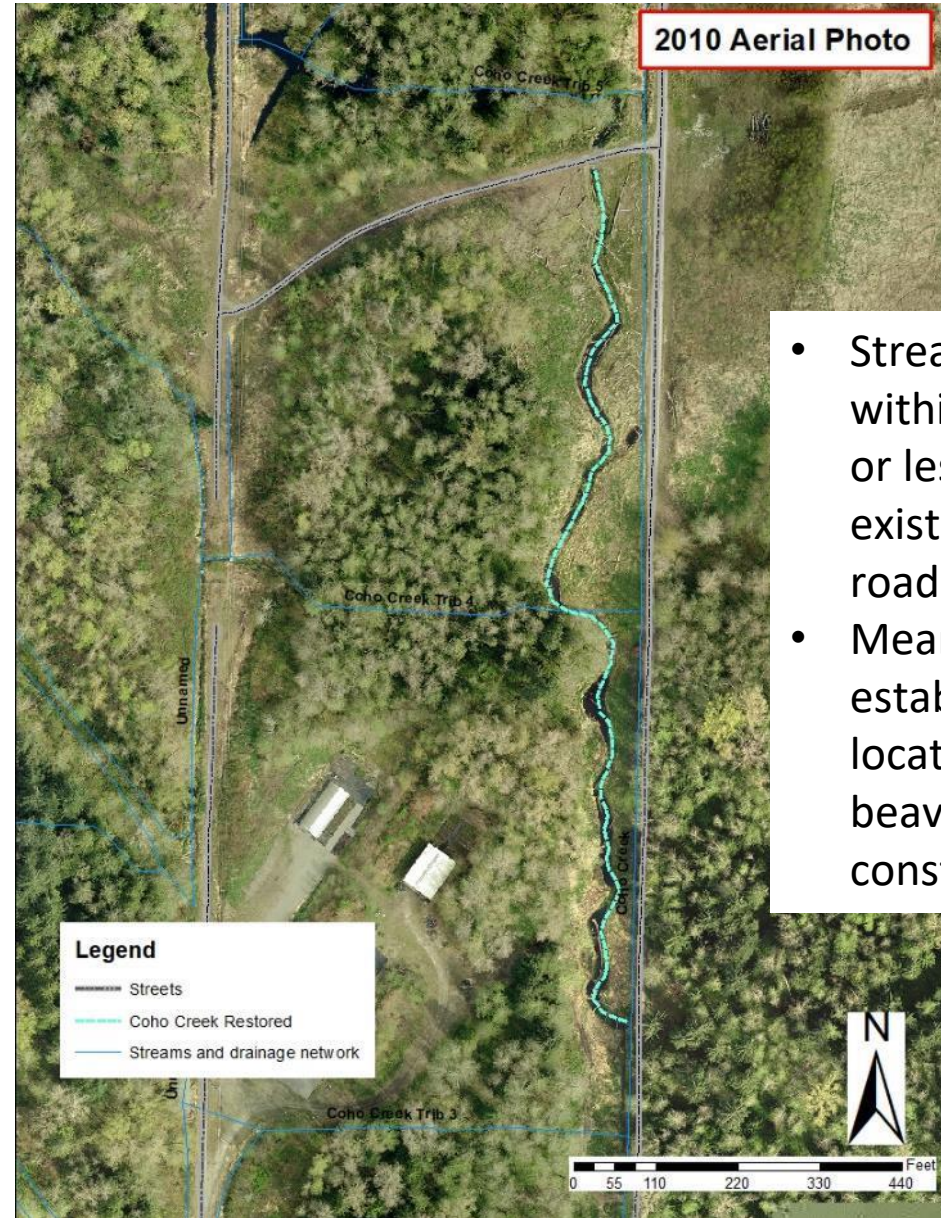 2010 Aerial Photo
Coho Creek Trib 5
• Strea
withi
or les
exist
road
• Mea
estab
locat
beav
const
Coho Creek Trib 4
Unnamed
Coho Creek
Legend
Streets
Coho Creek Restored
Streams and drainage network
Coho Creek Trib 3
N
Feet
0 55 110 220 330 440